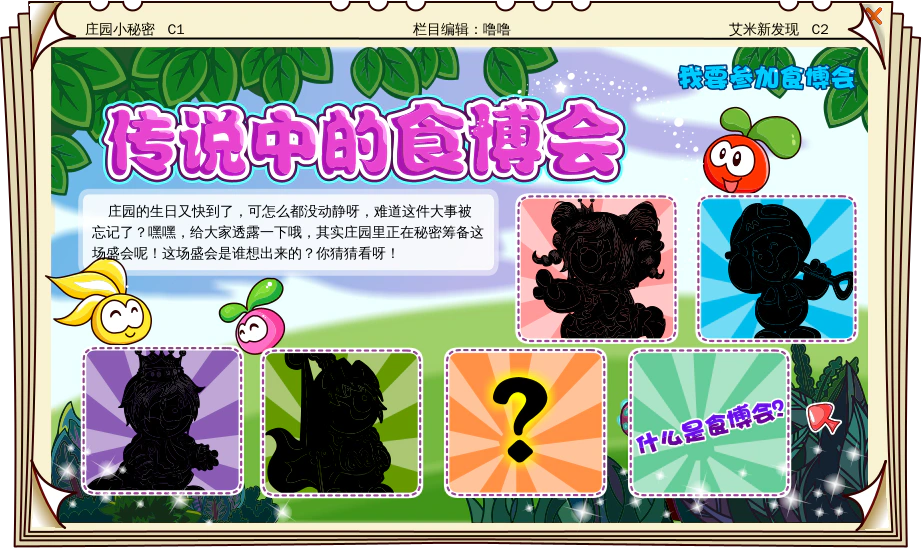 庄园小秘密 C1
栏目编辑：噜噜
艾米新发现 C2
我要参加食博会
传说中的食博会
庄园的生日又快到了，可怎么都没动静呀，难道这件大事被
忘记了？嘿嘿，给大家透露一下哦，其实庄园里正在秘密筹备这
场盛会呢！这场盛会是谁想出来的？你猜猜看呀！
?
什么是食博会?